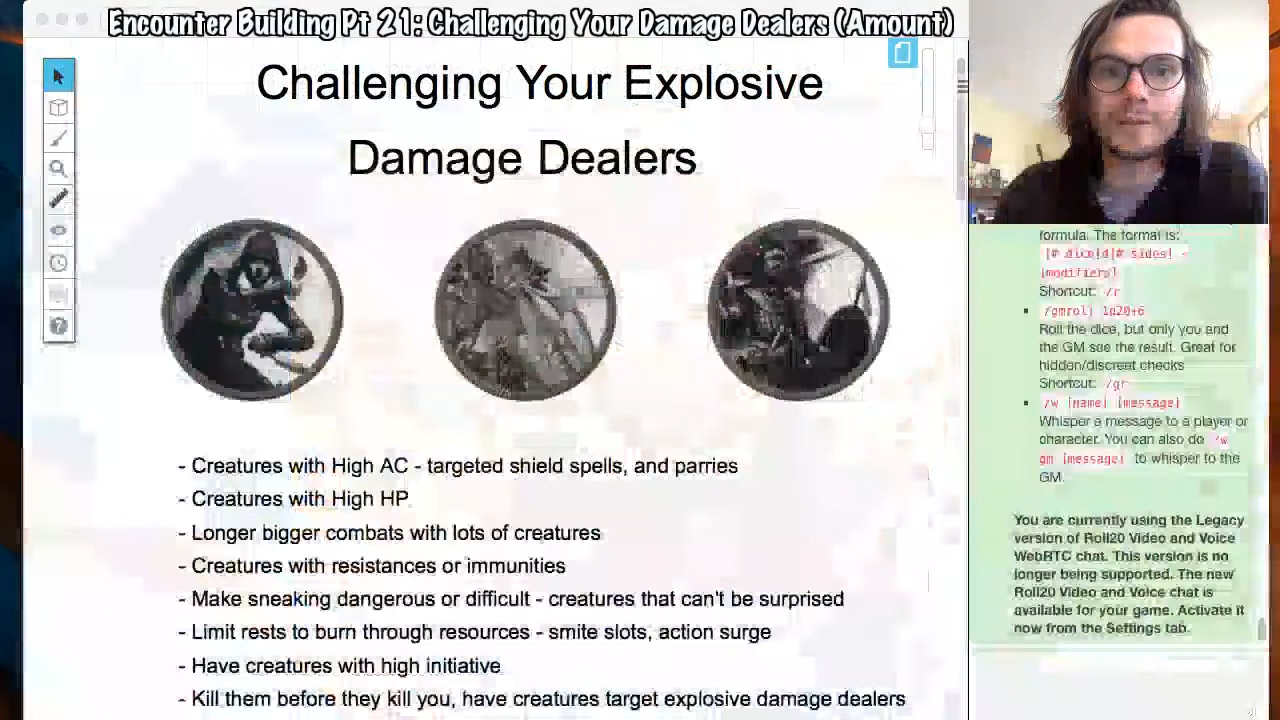 Encounter Building Pt 21: Challenging Your Damage Dealers (Amount)
Challenging Your Explosive
Damage Dealers
- Creatures with High AC - targeted shield spells, and parries
- Creatures with High HP
- Longer bigger combats with lots of creatures
- Creatures with resistances or immunities
- Make sneaking dangerous or difficult - creatures that can't be surprised
- Limit rests to burn through resources - smite slots, action surge
- Have creatures with high initiative
- Kill them before they kill you, have creatures target explosive damage dealers
formula. The format is:
[# dice]d[# sides] -
[modifiers]
Shortcut: /r
/gmroll 1d20+6
Roll the dice, but only you and
the GM see the result. Great for
hidden/discreet checks
Shortcut: /gr
/w [name] [message]
Whisper a message to a player or
character. You can also do /w
gm [message] to whisper to the
GM.
You are currently using the Legacy
version of Roll20 Video and Voice
WebRTC chat. This version is no
longer being supported. The new
Roll20 Video and Voice chat is
available for your game. Activate it
now from the Settings tab.